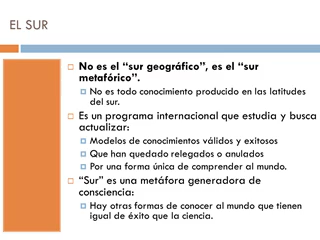 EL SUR
No es el “sur geográfico”, es el “sur
metafórico”.
No es todo conocimiento producido en las latitudes
del sur.
Es un programa internacional que estudia y busca
actualizar:
Modelos de conocimientos válidos y exitosos
Que han quedado relegados o anulados
Por una forma única de comprender al mundo.
“Sur” es una metáfora generadora de
consciencia:
Hay otras formas de conocer al mundo que tienen
igual de éxito que la ciencia.